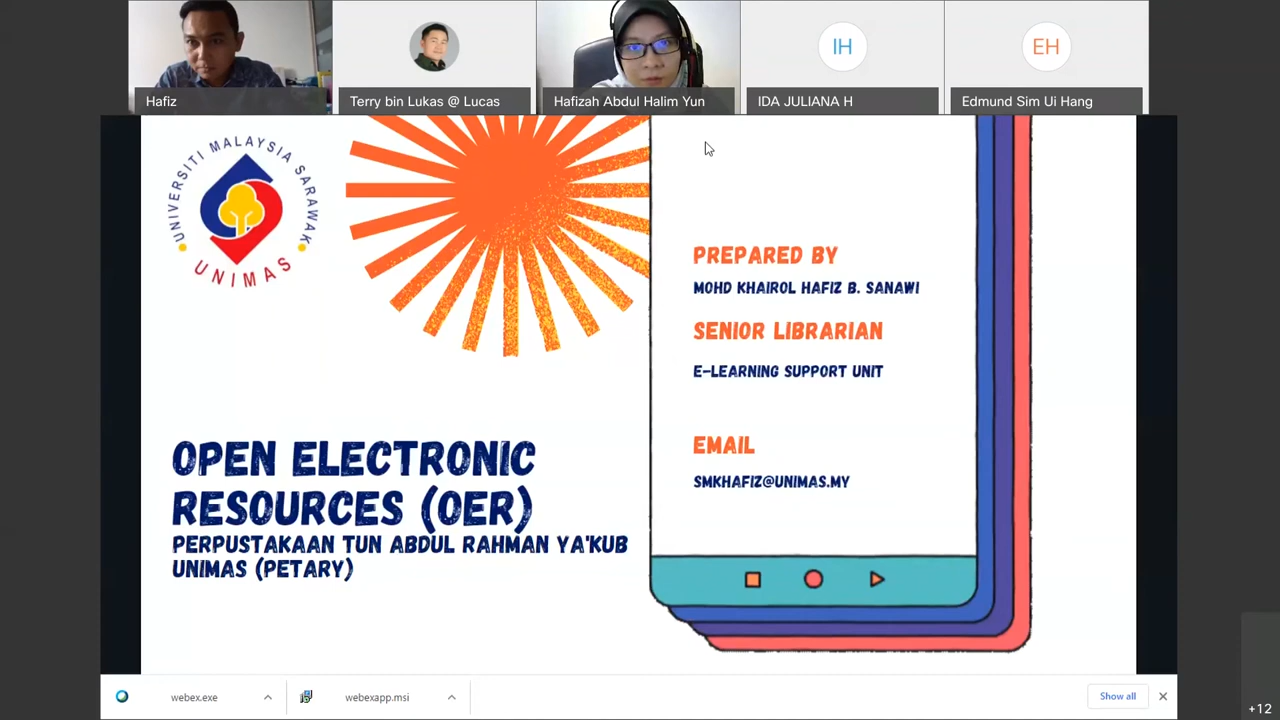 Hafiz
Terry bin Lukas @ Lucas
Hafizah Abdul Halim Yun
IH
IDA JULIANA H
EH
Edmund Sim Ui Hang
UNIVERSITI MALAYSIA SARAWAK
UNIMAS
OPEN ELECTRONIC
RESOURCES (OER)
PERPUSTAKAAN TUN ABDUL RAHMAN YA'KUB
UNIMAS (PETARY)
PREPARED BY
MOHD KHAIROL HAFIZ B. SANAWI
SENIOR LIBRARIAN
E-LEARNING SUPPORT UNIT
EMAIL
SMKHAFIZ@UNIMAS.MY
webex.exe
webexapp.msi
Show all
+12